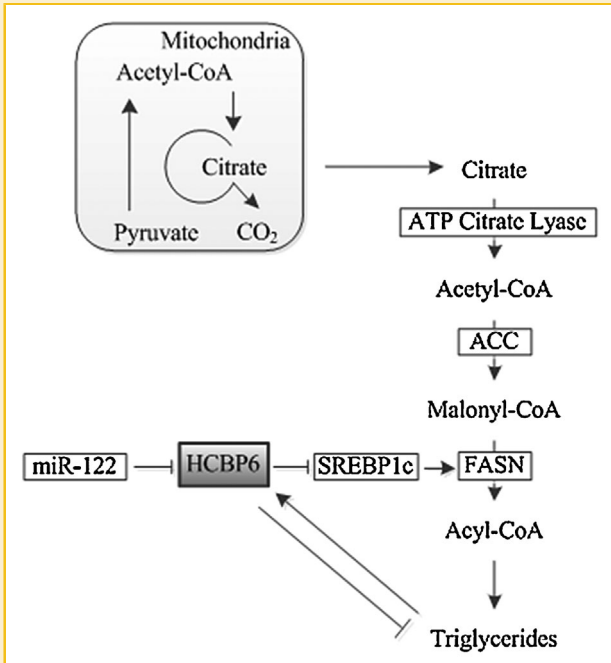 Mitochondria
Acetyl-CoA
Citrate
Pyruvate CO₂
Citrate
ATP Citrate Lyase
Acetyl-CoA
ACC
Malonyl-CoA
miR-122 HCBP6 SREBP1c FASN
Acyl-CoA
Triglycerides